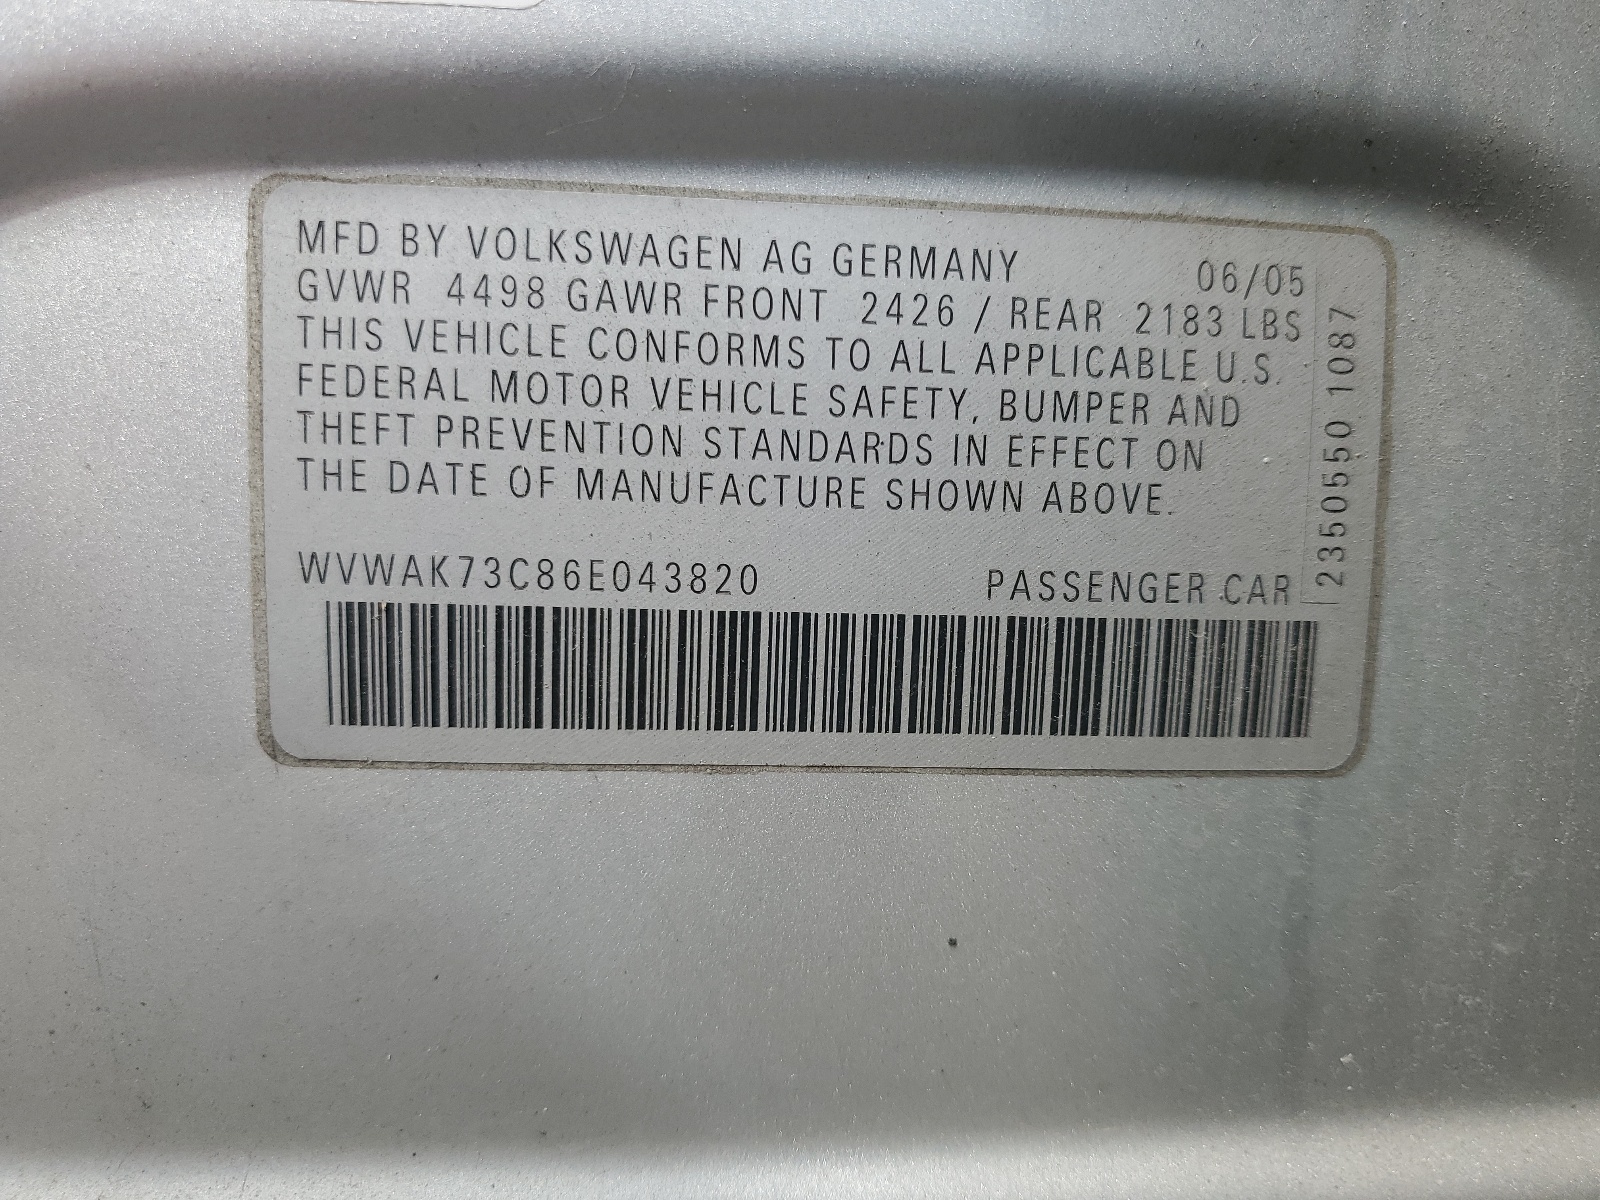 MFD BY VOLKSWAGEN AG GERMANY 06/05
GVWR 4498 GAWR FRONT 2426 / REAR 2183 LBS
THIS VEHICLE CONFORMS TO ALL APPLICABLE U.S.
FEDERAL MOTOR VEHICLE SAFETY, BUMPER AND
THEFT PREVENTION STANDARDS IN EFFECT ON
THE DATE OF MANUFACTURE SHOWN ABOVE.
WVWAK73C86E043820 PASSENGER CAR
2350550 1087